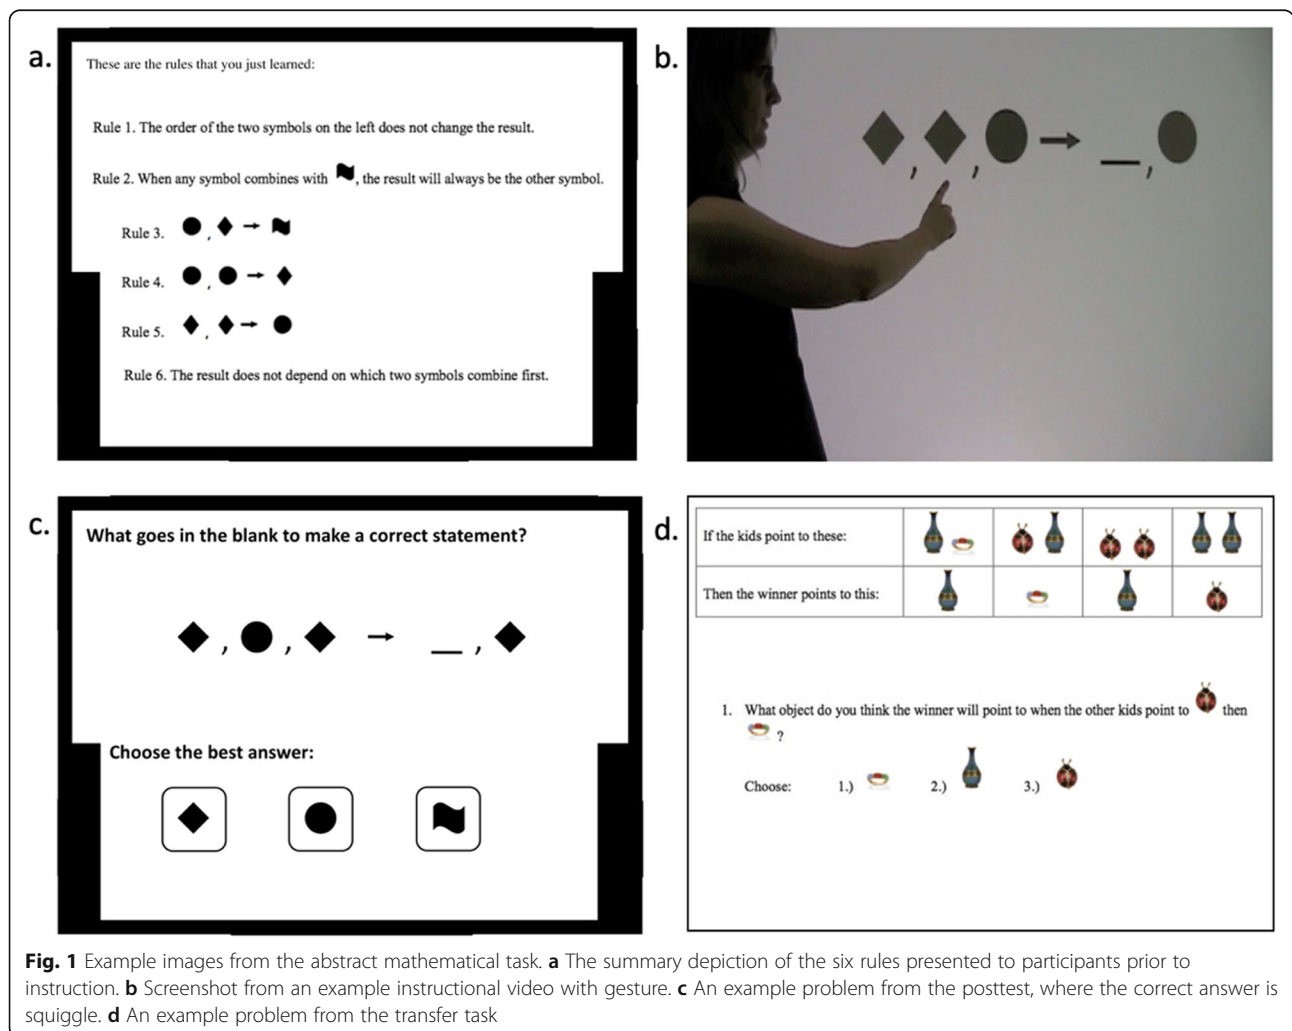 a.
These are the rules that you just learned:
Rule 1. The order of the two symbols on the left does not change the result.
Rule 2. When any symbol combines with , the result will always be the other symbol.
Rule 3. ,
Rule 4. ,
Rule 5. ,
Rule 6. The result does not depend on which two symbols combine first.
b.
, , → __ ,
c.
What goes in the blank to make a correct statement?
, , → __ ,
Choose the best answer:
d.
If the kids point to these:
Then the winner points to this:
1. What object do you think the winner will point to when the other kids point to then
?
Choose: 1.) 2.) 3.)
Fig. 1 Example images from the abstract mathematical task. a The summary depiction of the six rules presented to participants prior to
instruction. b Screenshot from an example instructional video with gesture. c An example problem from the posttest, where the correct answer is
squiggle. d An example problem from the transfer task